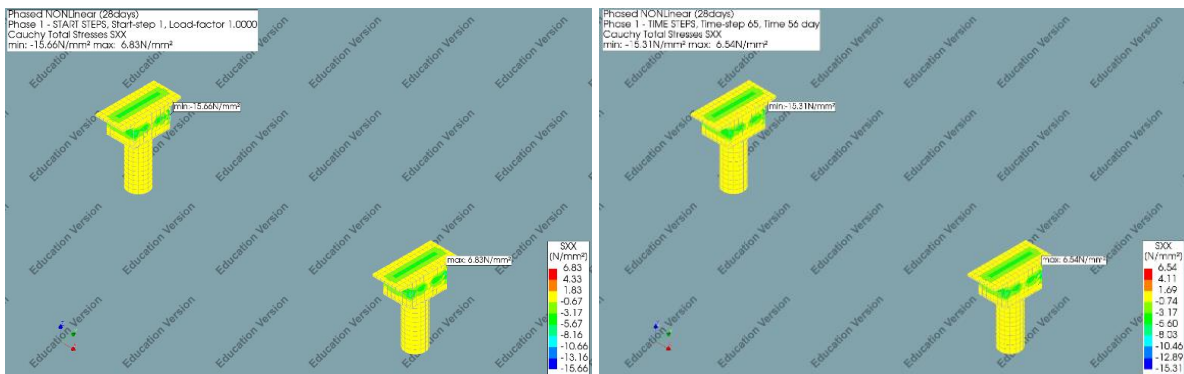 Phased NONLinear (28days)
Phase 1 - START STEPS, Start-step 1, Load-factor 1.0000
Cauchy Total Stresses SXX
min: -15.66N/mm² max: 6.83N/mm²
min:-15.66N/mm²
max: 6.83N/mm²
SXX
(N/mm²)
6.83
4.33
1.83
-0.67
-3.17
-5.67
-8.16
-10.66
-13.16
-15.66
Education Version
Phased NONLinear (28days)
Phase 1 - TIME STEPS, Time-step 65, Time 56 day
Cauchy Total Stresses SXX
min: -15.31N/mm² max: 6.54N/mm²
min:-15.31N/mm²
max: 6.54N/mm²
SXX
(N/mm²)
6.54
4.11
1.69
-0.74
-3.17
-5.60
-8.03
-10.46
-12.89
-15.31
Education Version